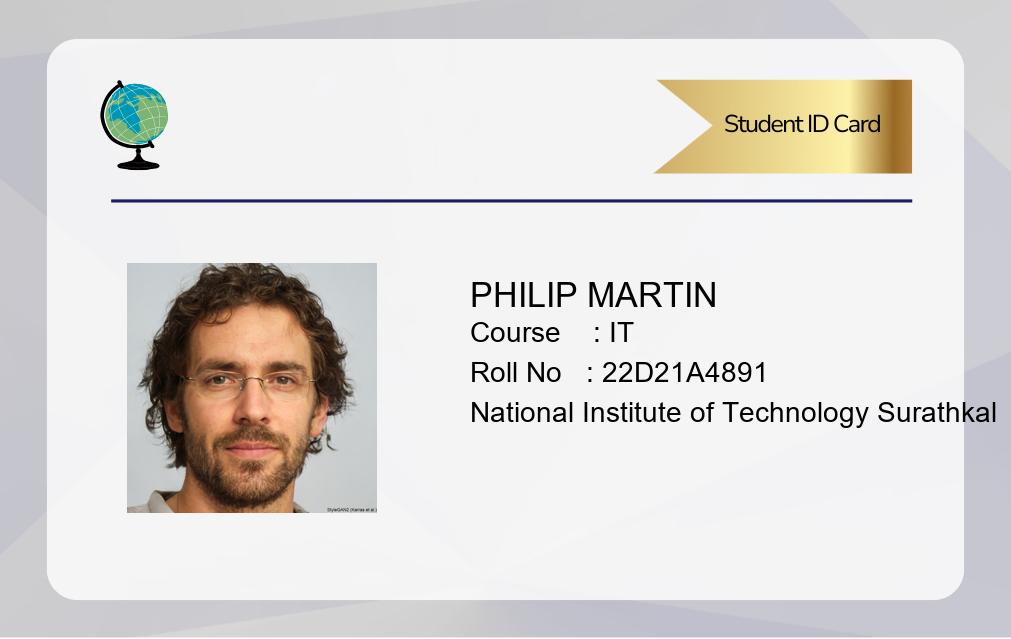 Student ID Card
PHILIP MARTIN
Course : IT
Roll No : 22D21A4891
National Institute of Technology Surathkal
StyleGAN2 (Karras et al.)